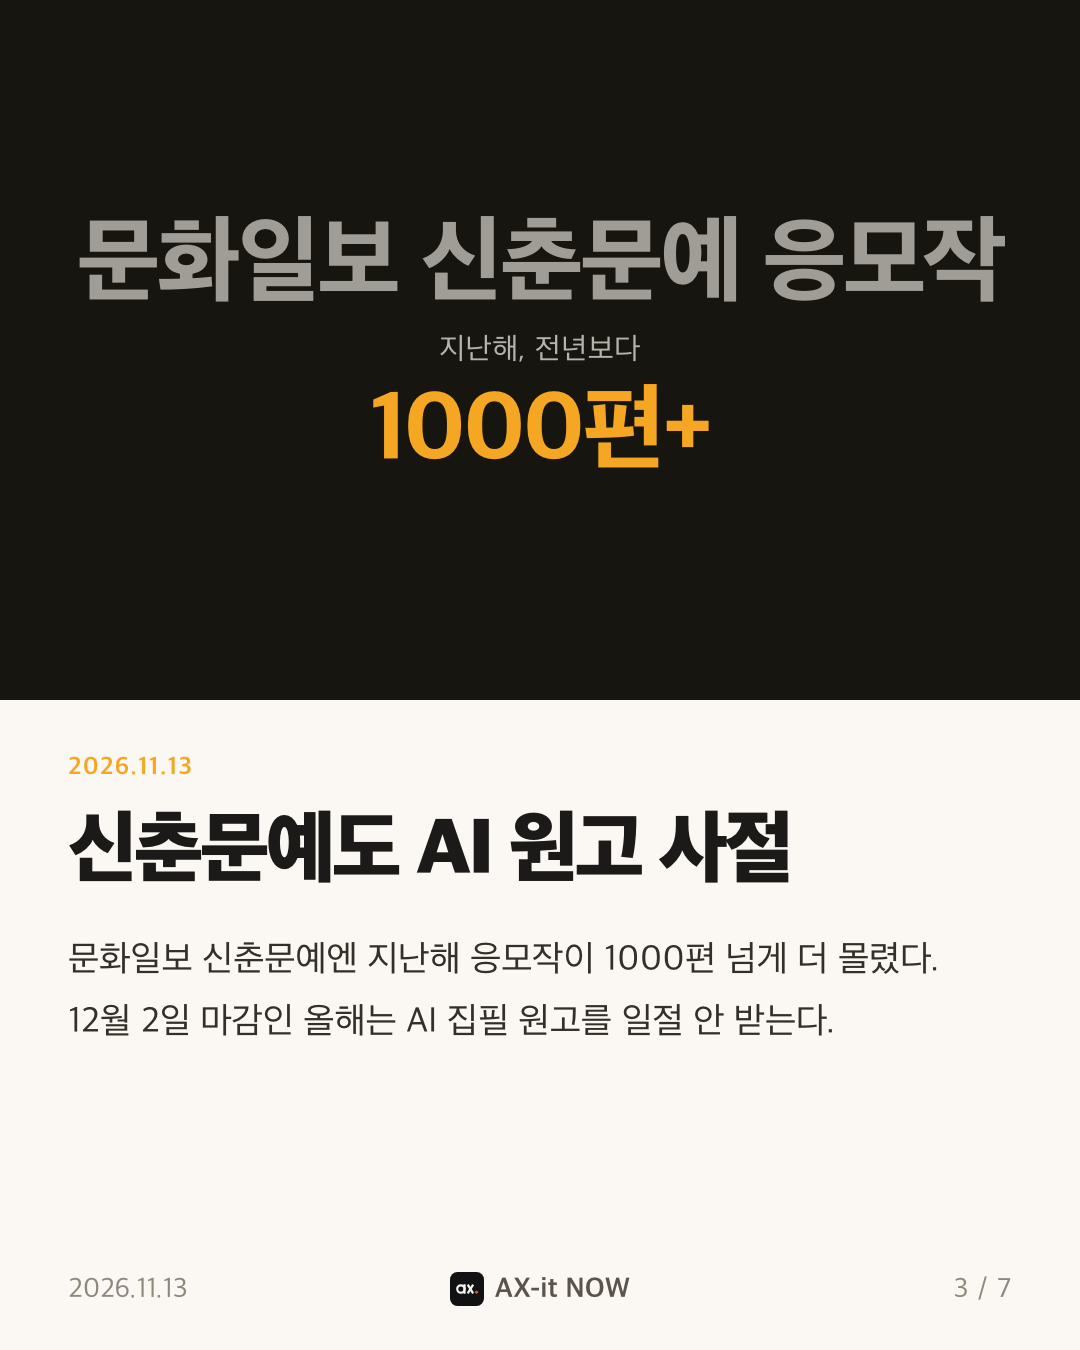 문화일보 신춘문예 응모작
지난해, 전년보다
1000편+
2026.11.13
신춘문예도 AI 원고 사절
문화일보 신춘문예엔 지난해 응모작이 1000편 넘게 더 몰렸다.
12월 2일 마감인 올해는 AI 집필 원고를 일절 안 받는다.
2026.11.13
ax.
AX-it NOW
3 / 7